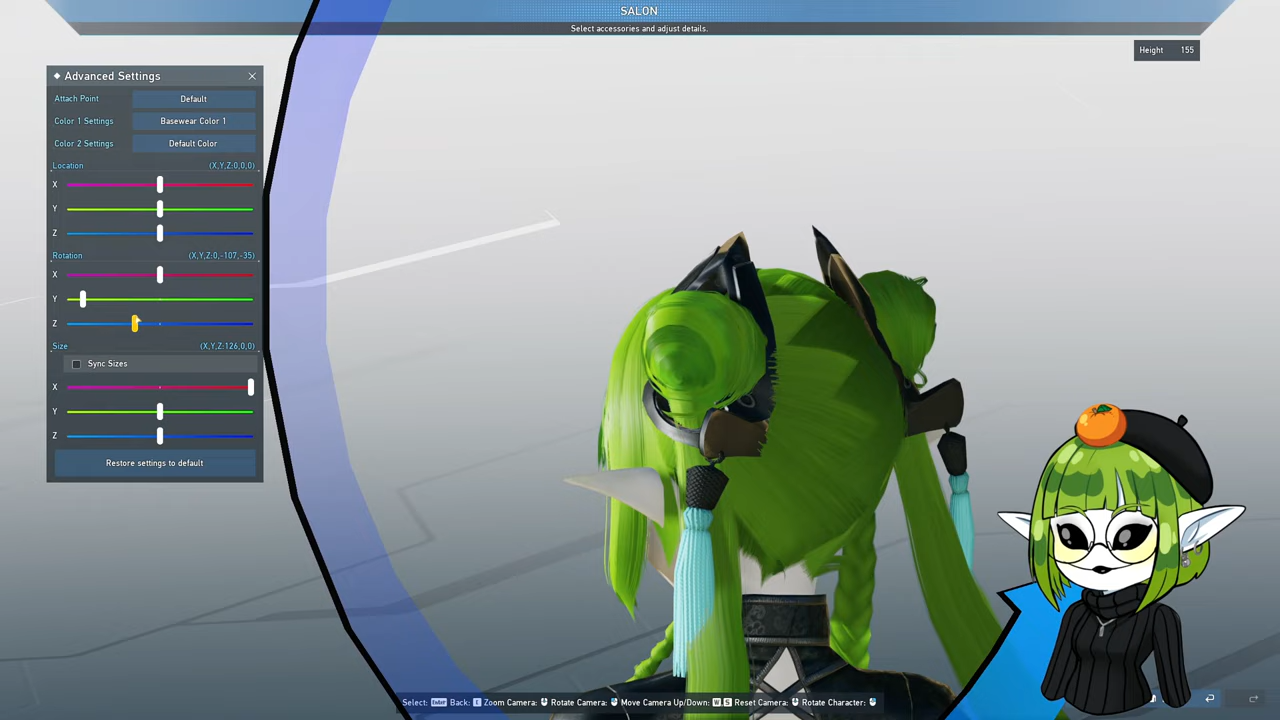 SALON
Select accessories and adjust details.
Height 155
Advanced Settings
Attach Point Default
Color 1 Settings Basewear Color 1
Color 2 Settings Default Color
Location (X,Y,Z:0,0,0)
X
Y
Z
Rotation (X,Y,Z:0,-107,-35)
X
Y
Z
Size (X,Y,Z:126,0,0)
Sync Sizes
X
Y
Z
Restore settings to default
Select: Enter Back: E Zoom Camera: Rotate Camera: Move Camera Up/Down: W, S Reset Camera: Rotate Character: